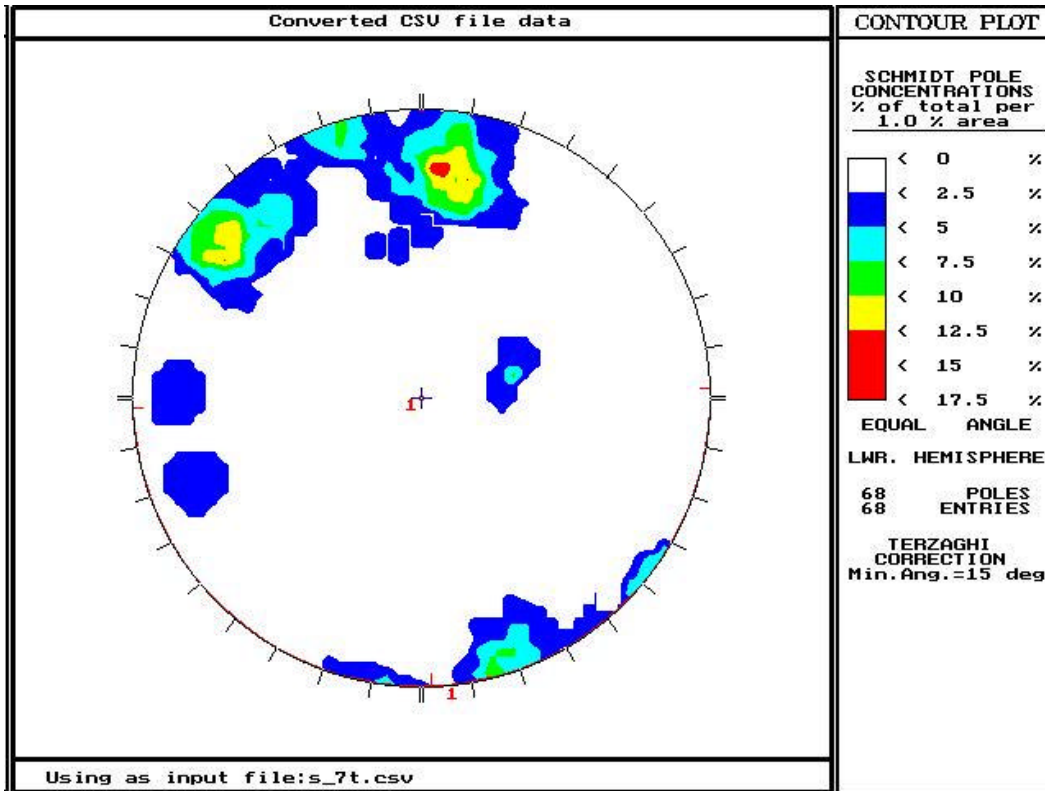 Converted CSV file data
CONTOUR PLOT
SCHMIDT POLE
CONCENTRATIONS
% of total per
1.0 % area
< 0 %
< 2.5 %
< 5 %
< 7.5 %
< 10 %
< 12.5 %
< 15 %
< 17.5 %
EQUAL ANGLE
LWR. HEMISPHERE
68 POLES
68 ENTRIES
TERZAGHI
CORRECTION
Min.Ang.=15 deg
1
1
Using as input file:s_7t.csv